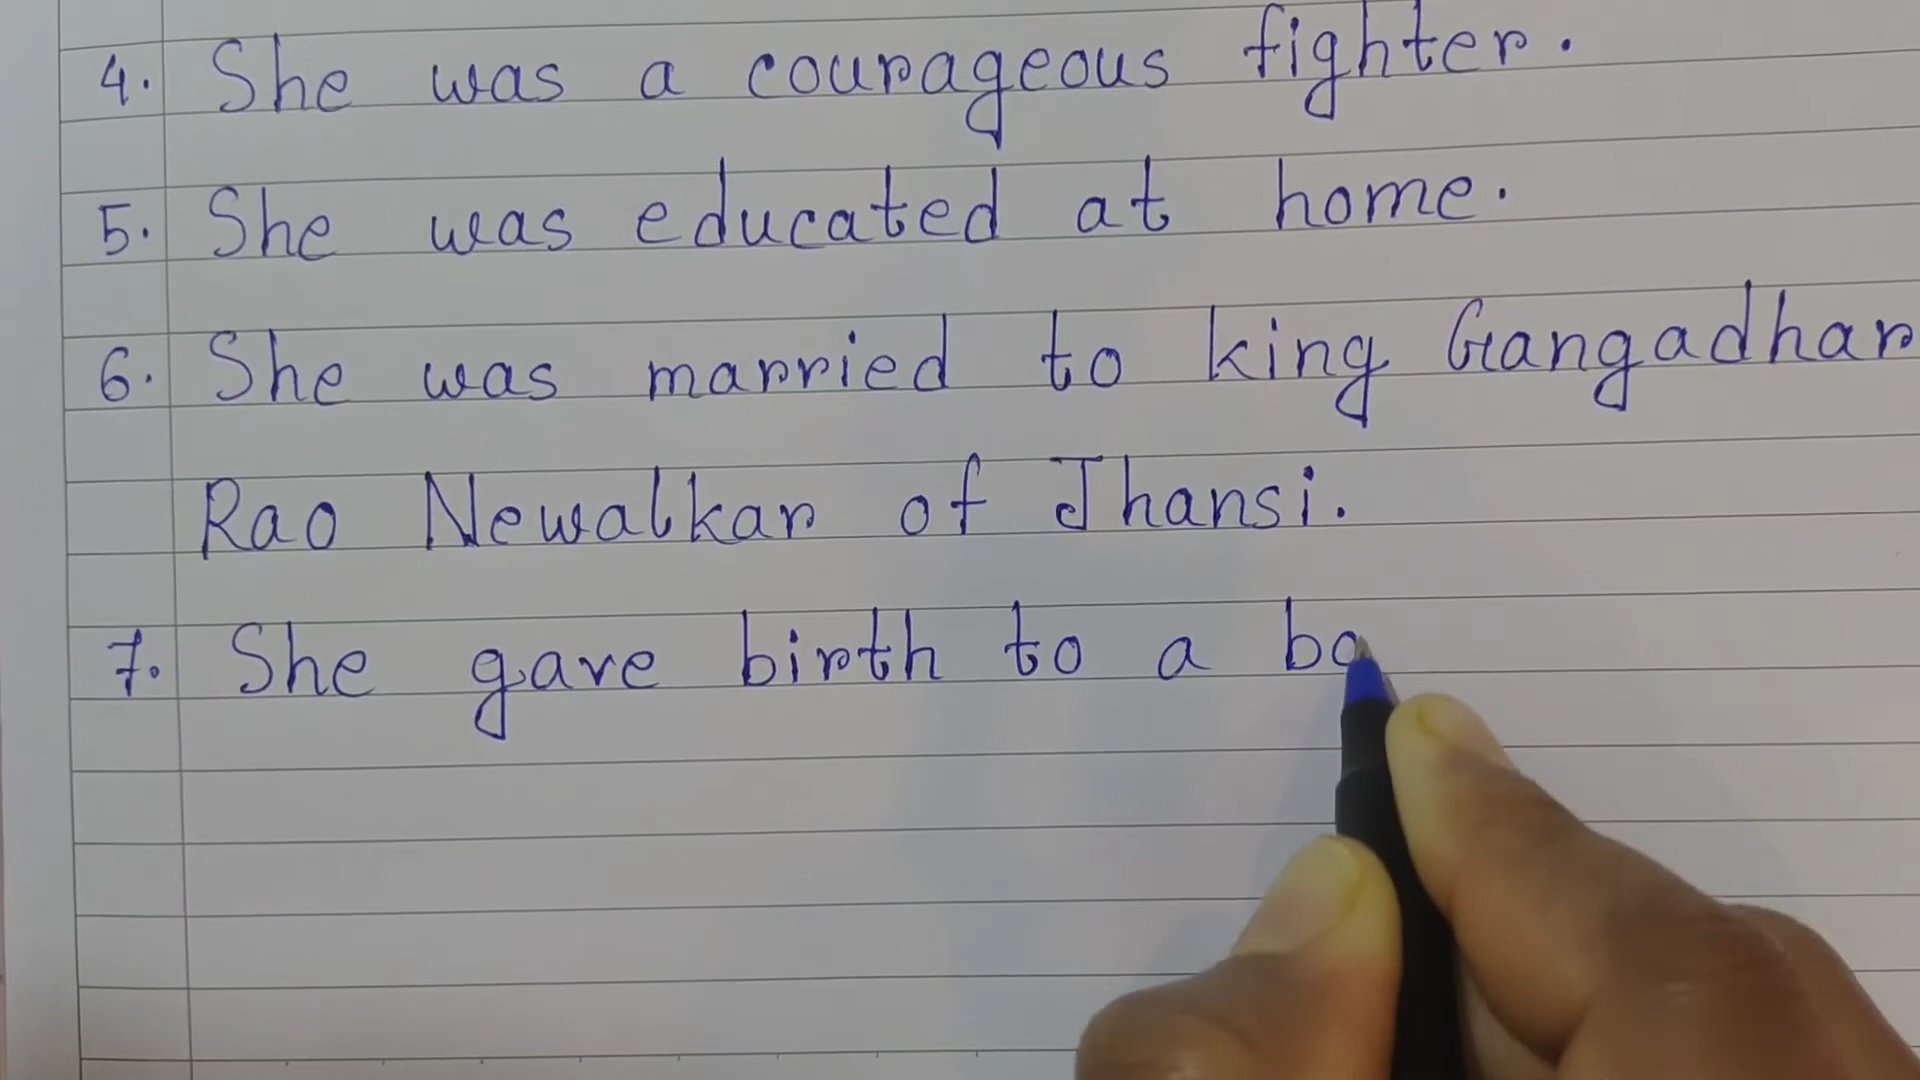 4. She was a courageous fighter.
5. She was educated at home.
6. She was married to king Gangadhar
Rao Newalkar of Jhansi.
7. She gave birth to a bo